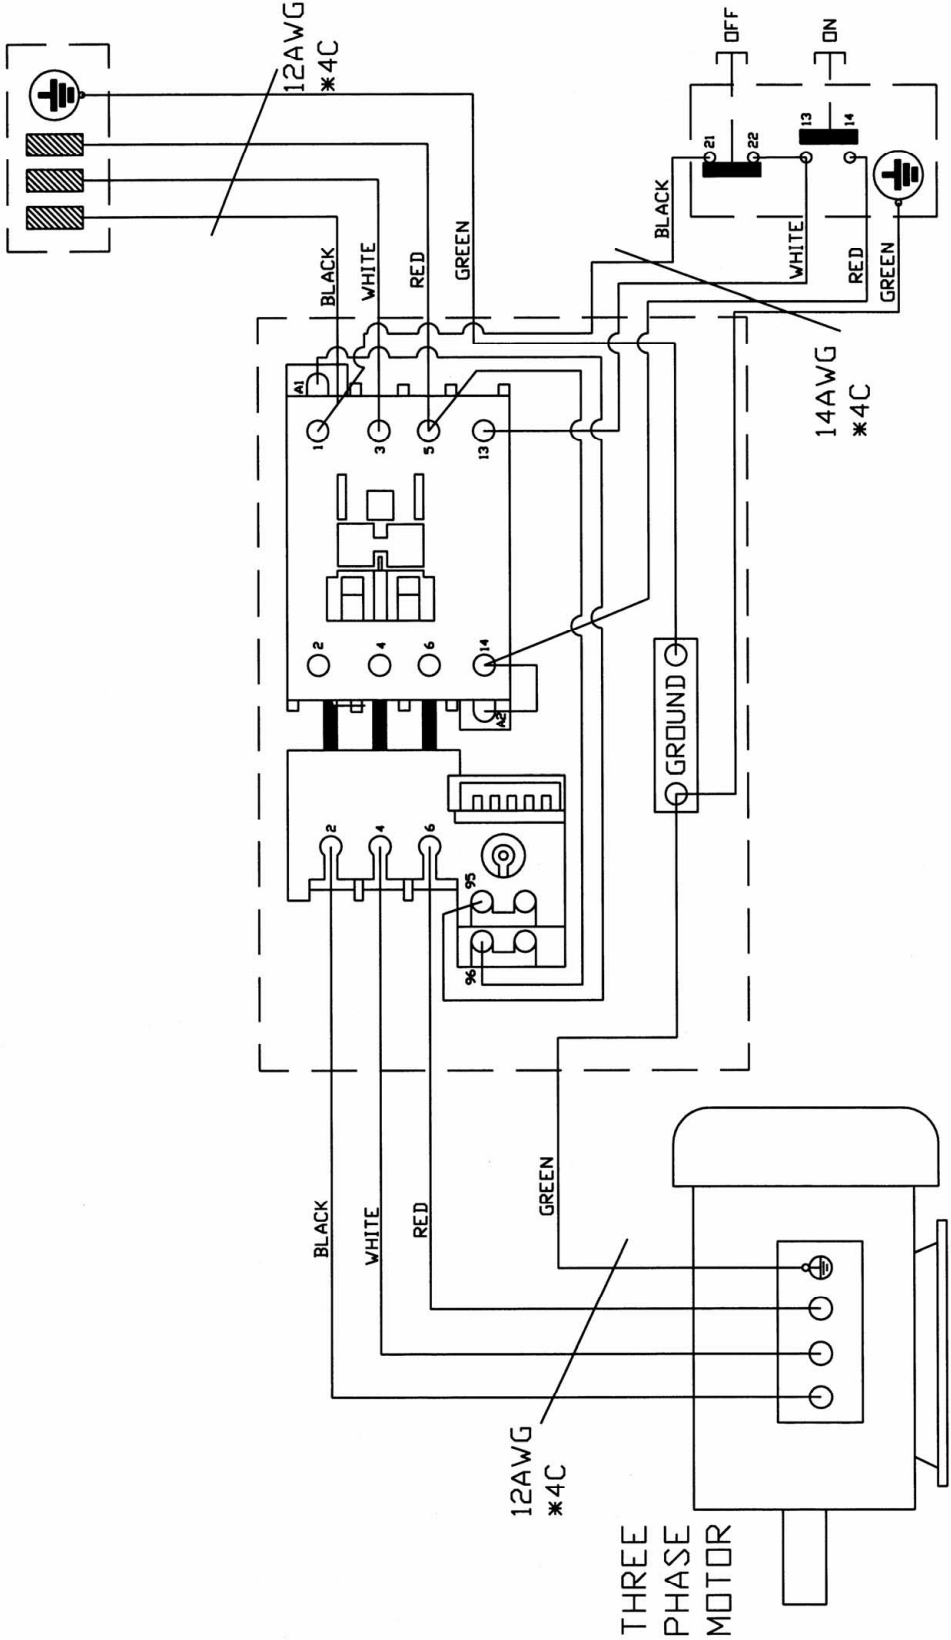 12AWG
*4C
OFF
ON
21
22
13
14
BLACK
WHITE
RED
GREEN
BLACK
WHITE
RED
GREEN
14AWG
*4C
A1
1
3
5
13
2
4
6
14
A2
GROUND
2
4
6
95
96
BLACK
WHITE
RED
GREEN
12AWG
*4C
THREE
PHASE
MOTOR